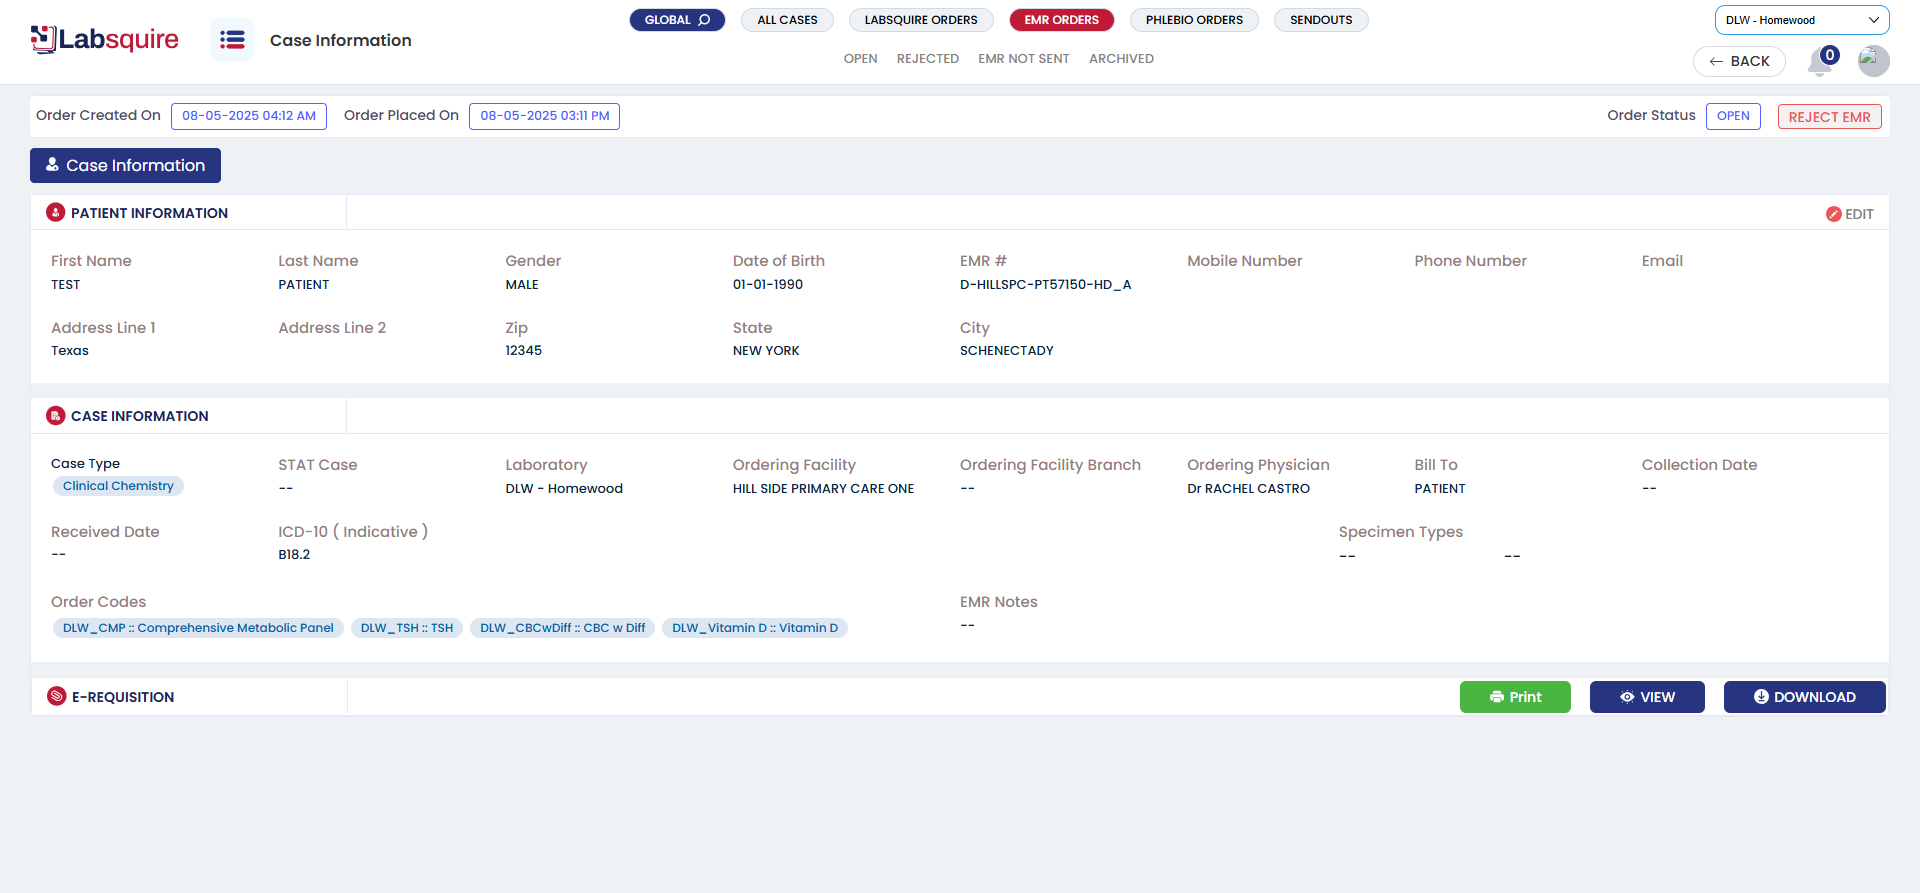 Labsquire
Case Information
GLOBAL ALL CASES LABSQUIRE ORDERS EMR ORDERS PHLEBIO ORDERS SENDOUTS
OPEN REJECTED EMR NOT SENT ARCHIVED
DLW - Homewood
BACK 0
Order Created On 08-05-2025 04:12 AM Order Placed On 08-05-2025 03:11 PM Order Status OPEN REJECT EMR
Case Information
PATIENT INFORMATION EDIT
First Name Last Name Gender Date of Birth EMR # Mobile Number Phone Number Email
TEST PATIENT MALE 01-01-1990 D-HILLSPC-PT57150-HD_A
Address Line 1 Address Line 2 Zip State City
Texas 12345 NEW YORK SCHENECTADY
CASE INFORMATION
Case Type STAT Case Laboratory Ordering Facility Ordering Facility Branch Ordering Physician Bill To Collection Date
Clinical Chemistry -- DLW - Homewood HILL SIDE PRIMARY CARE ONE -- Dr RACHEL CASTRO PATIENT --
Received Date ICD-10 ( Indicative ) Specimen Types
-- B18.2 -- --
Order Codes EMR Notes
DLW_CMP :: Comprehensive Metabolic Panel DLW_TSH :: TSH DLW_CBCwDiff :: CBC w Diff DLW_Vitamin D :: Vitamin D --
E-REQUISITION Print VIEW DOWNLOAD